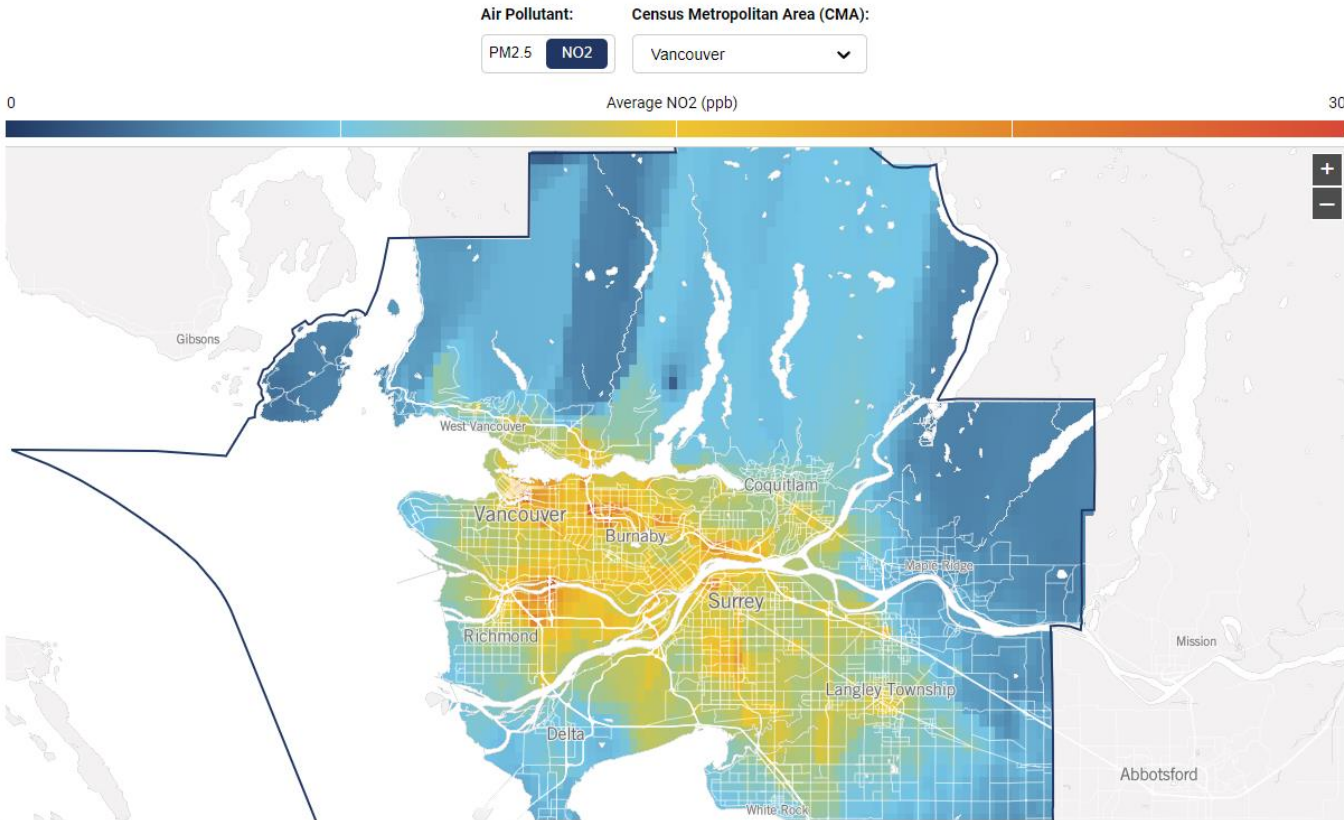 Air Pollutant: Census Metropolitan Area (CMA):
PM2.5 NO2 Vancouver
0 Average NO2 (ppb) 30
+
−
Gibsons
West Vancouver
Coquitlam
Vancouver
Burnaby
Maple Ridge
Surrey
Richmond
Mission
Langley Township
Delta
Abbotsford
White Rock